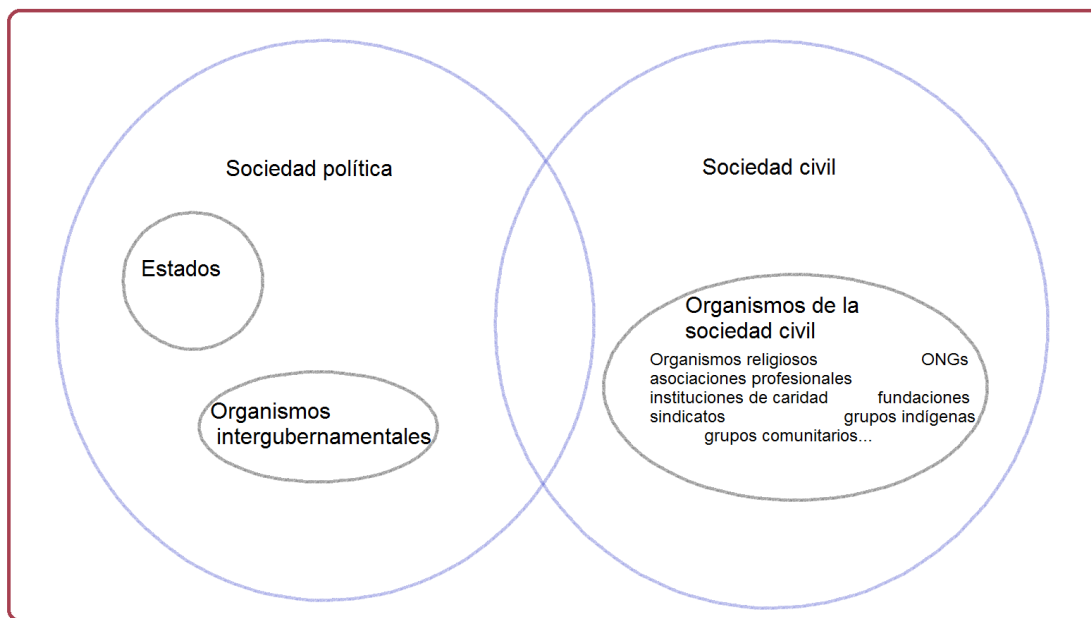 Sociedad política
Sociedad civil
Estados
Organismos
intergubernamentales
Organismos de la
sociedad civil
Organismos religiosos ONGs
asociaciones profesionales
instituciones de caridad fundaciones
sindicatos grupos indígenas
grupos comunitarios...